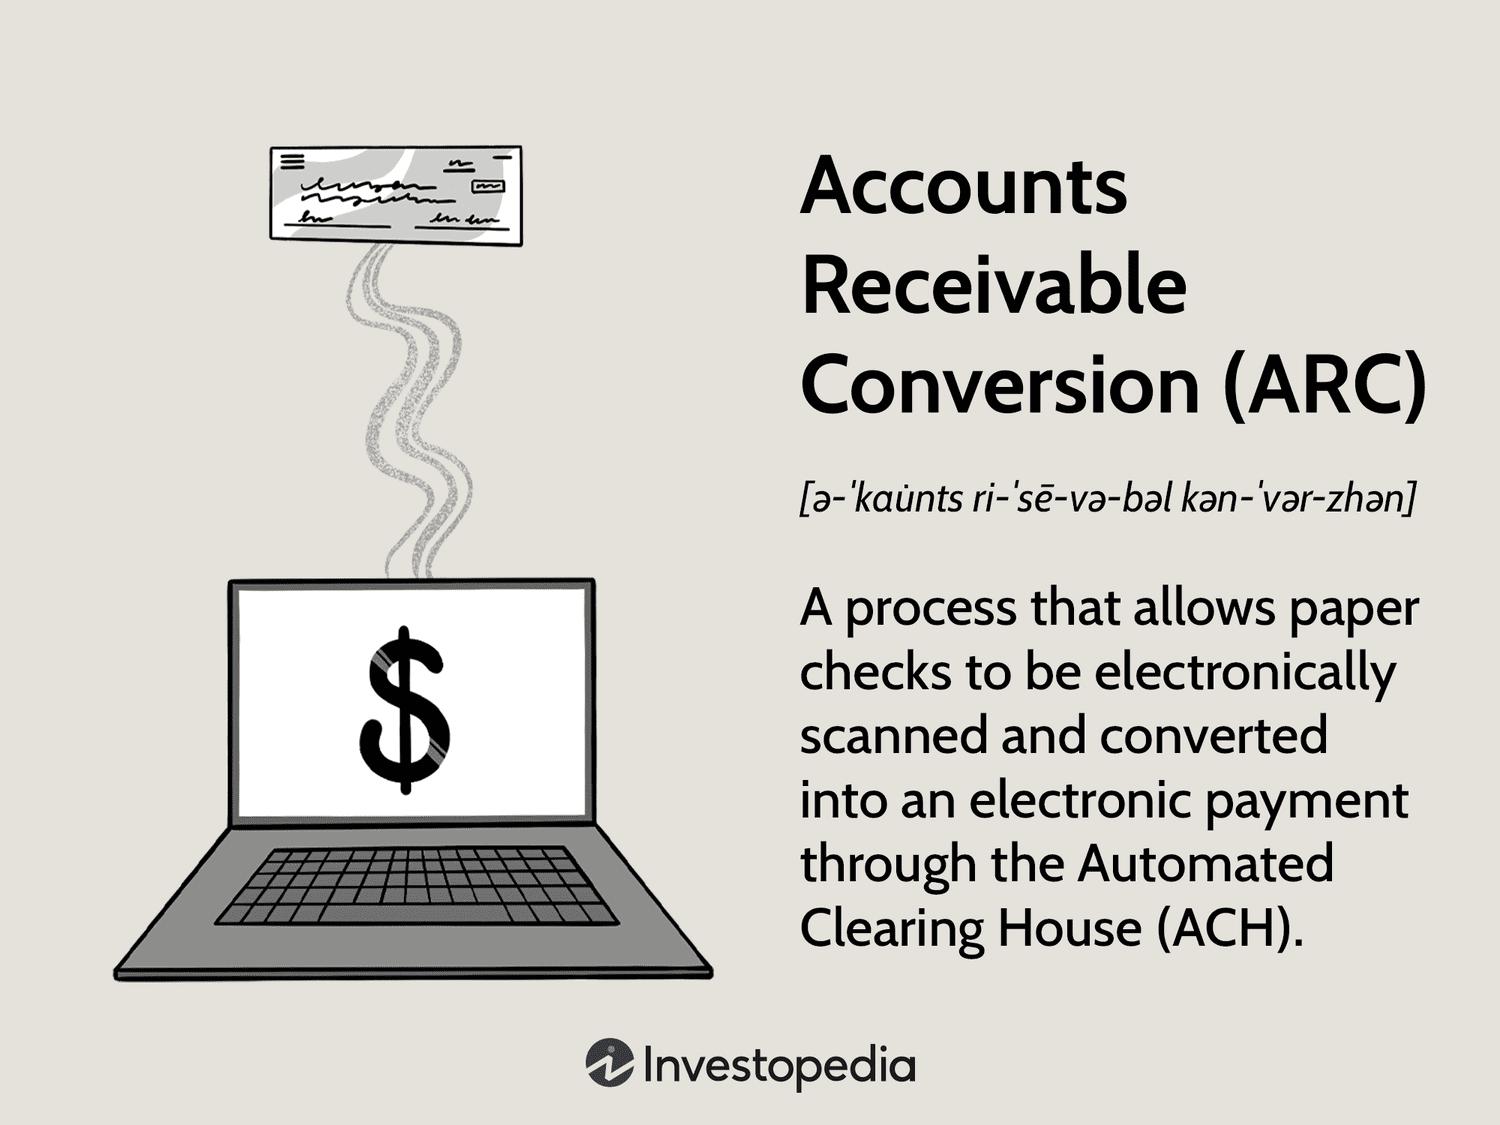 Accounts
Receivable
Conversion (ARC)
[ə-ˈkau̇nts ri-ˈsē-və-bəl kən-ˈvər-zhən]
A process that allows paper
checks to be electronically
scanned and converted
into an electronic payment
through the Automated
Clearing House (ACH).
$
Investopedia